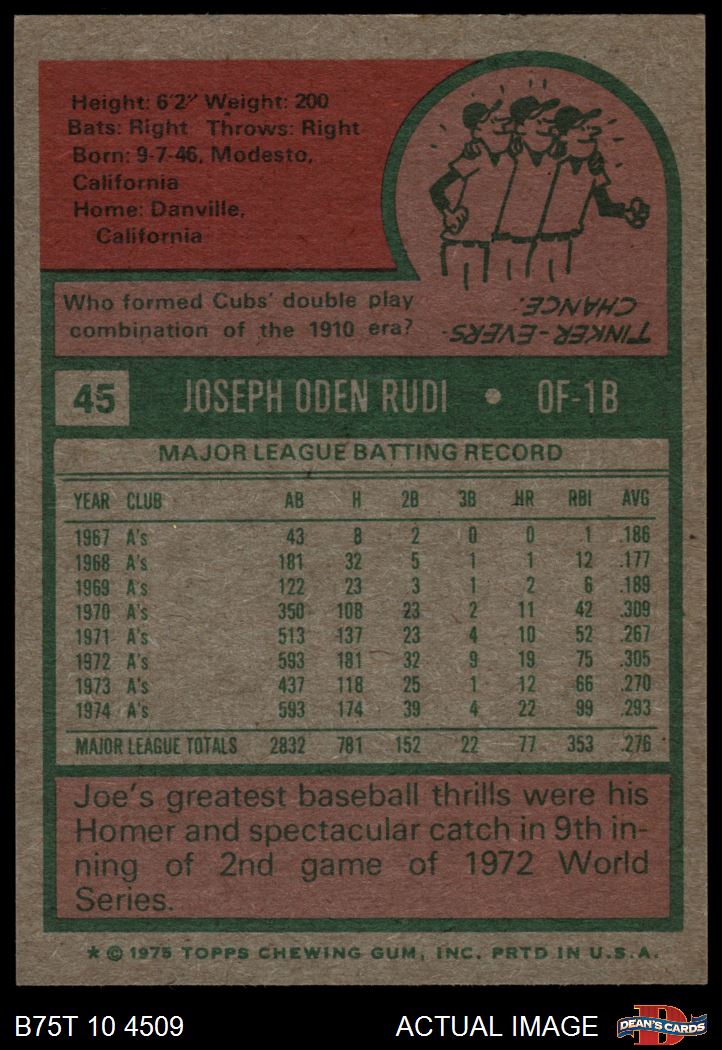 Height: 6'2" Weight: 200
Bats: Right Throws: Right
Born: 9-7-46, Modesto,
California
Home: Danville,
California
Who formed Cubs' double play
combination of the 1910 era?
TINKER-EVERS-
CHANCE.
45 JOSEPH ODEN RUDI • OF-1B
MAJOR LEAGUE BATTING RECORD
YEAR CLUB AB H 2B 3B HR RBI AVG
1967 A's 43 8 2 0 0 1 .186
1968 A's 181 32 5 1 1 12 .177
1969 A's 122 23 3 1 2 6 .189
1970 A's 350 108 23 2 11 42 .309
1971 A's 513 137 23 4 10 52 .267
1972 A's 593 181 32 9 19 75 .305
1973 A's 437 118 25 1 12 66 .270
1974 A's 593 174 39 4 22 99 .293
MAJOR LEAGUE TOTALS 2832 781 152 22 77 353 .276
Joe's greatest baseball thrills were his
Homer and spectacular catch in 9th in-
ning of 2nd game of 1972 World
Series.
* © 1975 TOPPS CHEWING GUM, INC. PRTD IN U.S.A.
B75T 10 4509 ACTUAL IMAGE D DEAN'S CARDS